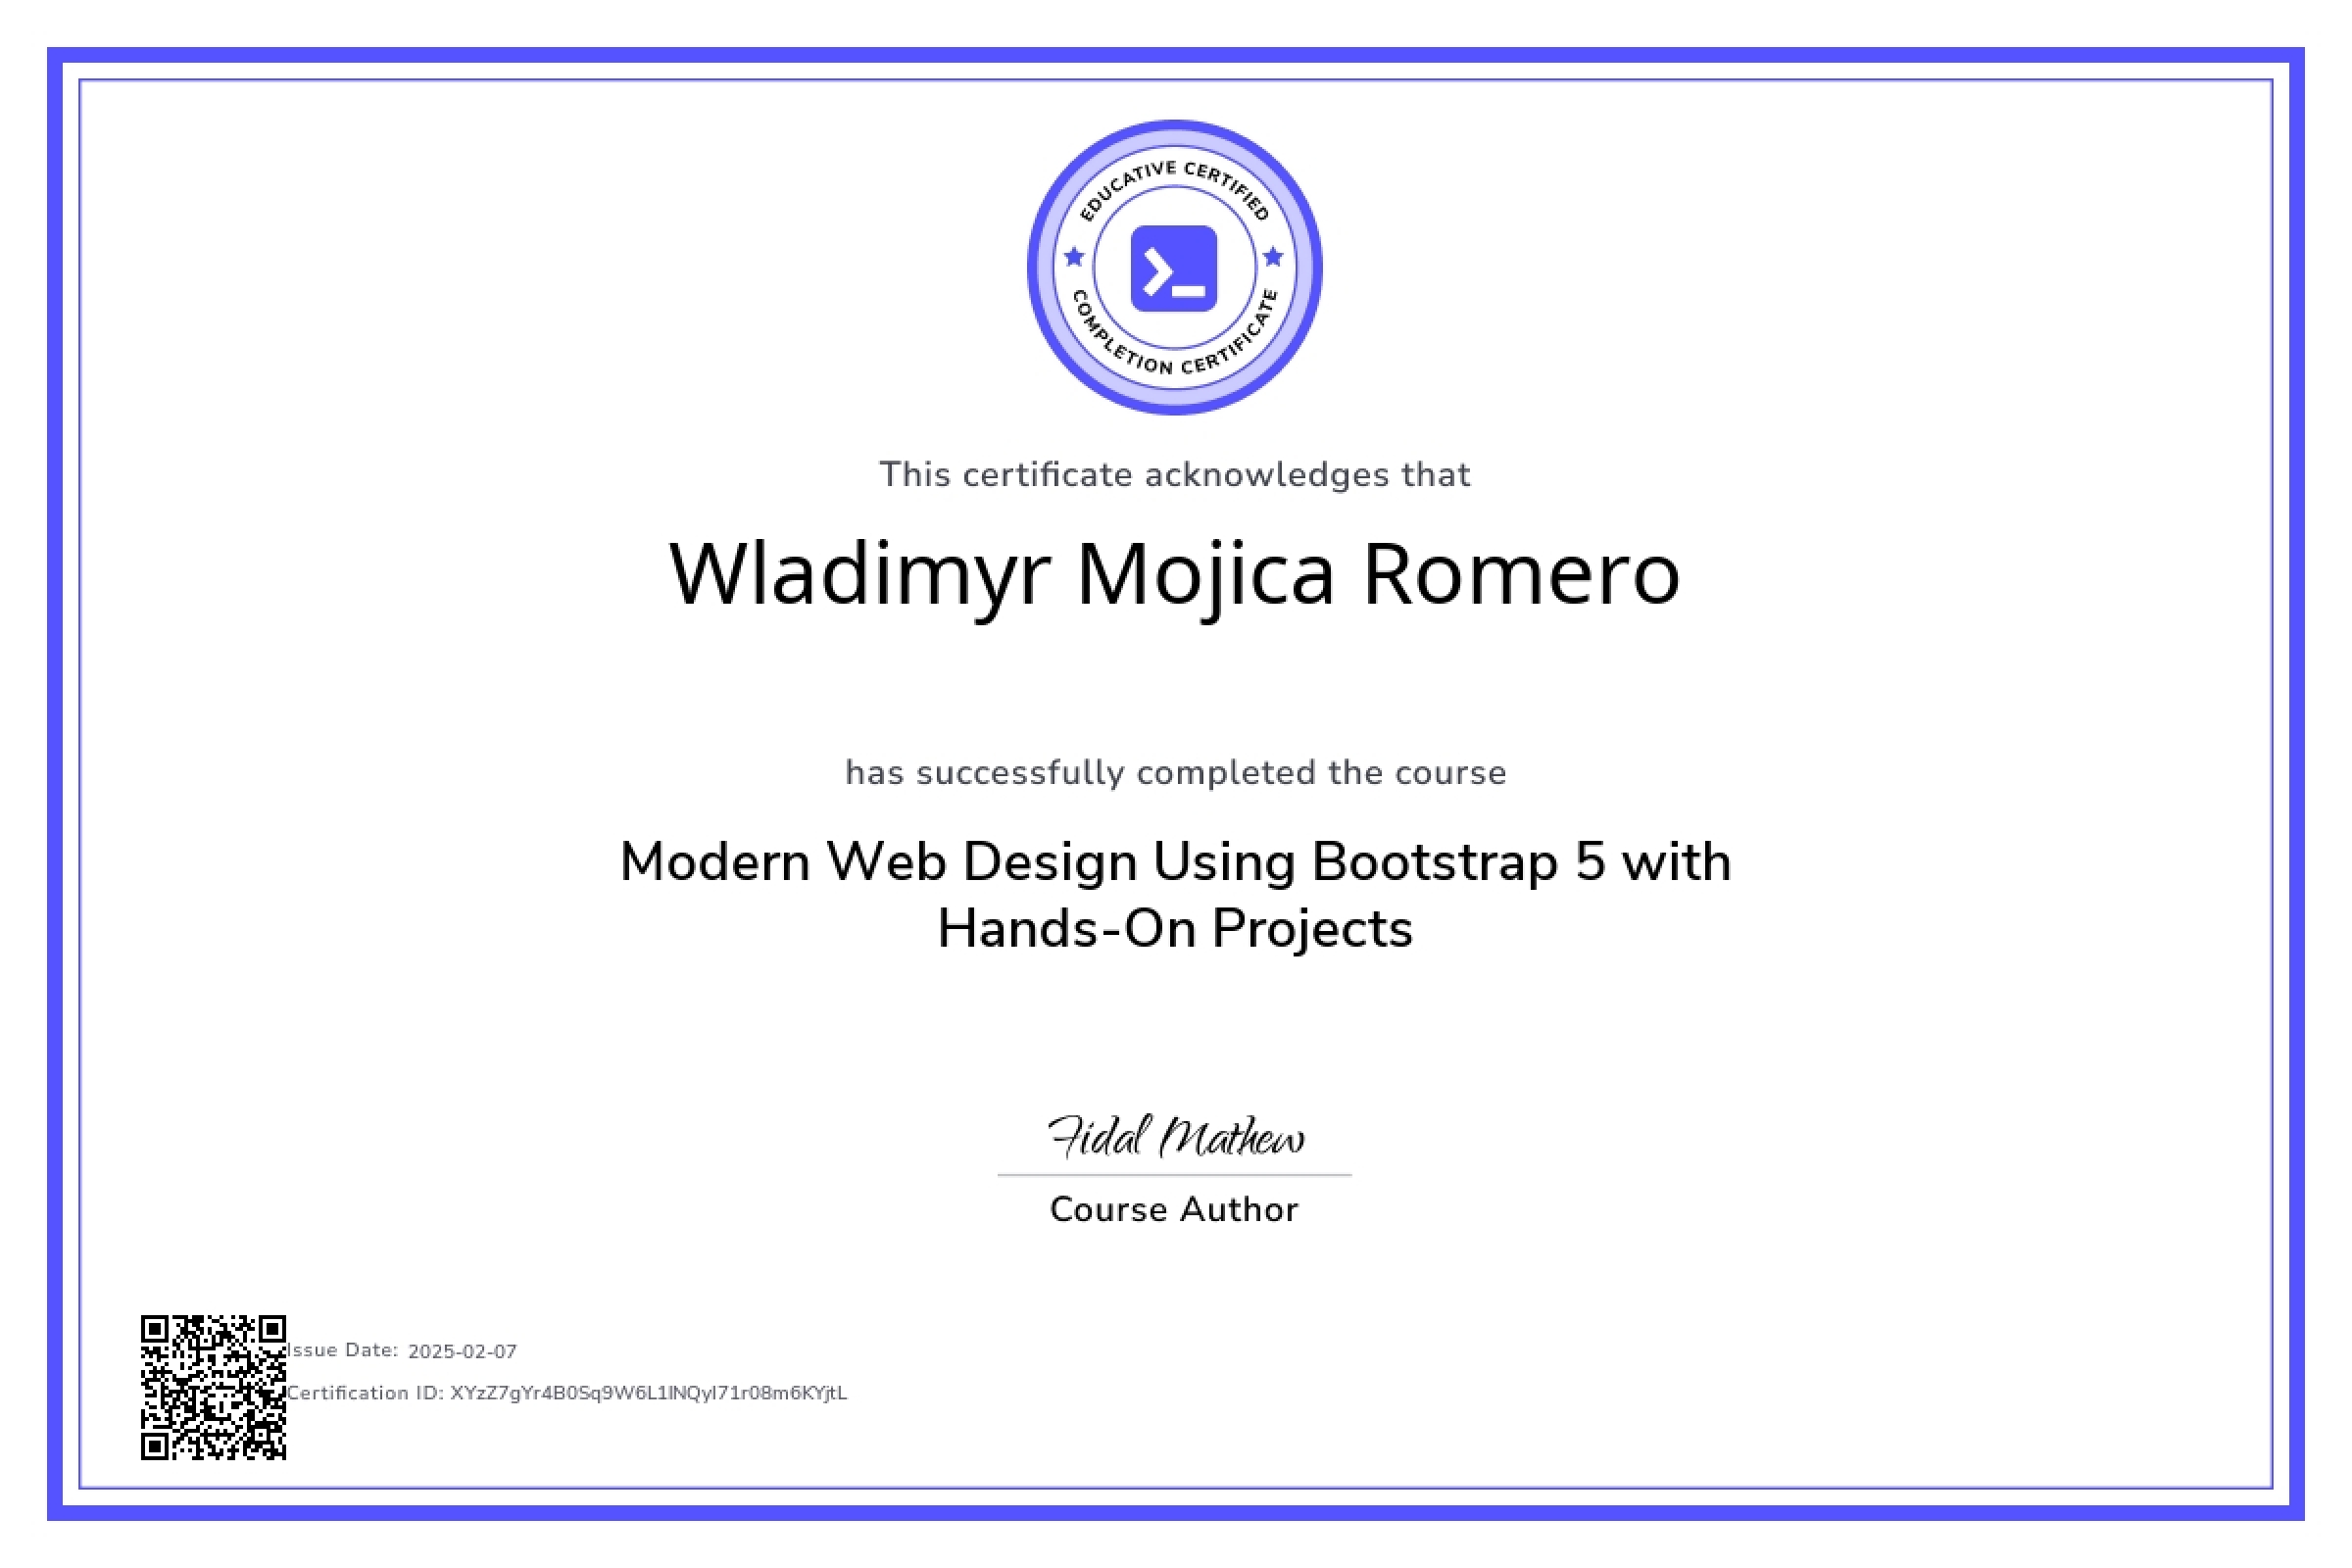 EDUCATIVE CERTIFIED
COMPLETION CERTIFICATE
This certificate acknowledges that
Wladimyr Mojica Romero
has successfully completed the course
Modern Web Design Using Bootstrap 5 with
Hands-On Projects
Fidal Mathew
Course Author
Issue Date: 2025-02-07
Certification ID: XYzZ7gYr4B0Sq9W6L1lNQyl71r08m6KYjtL